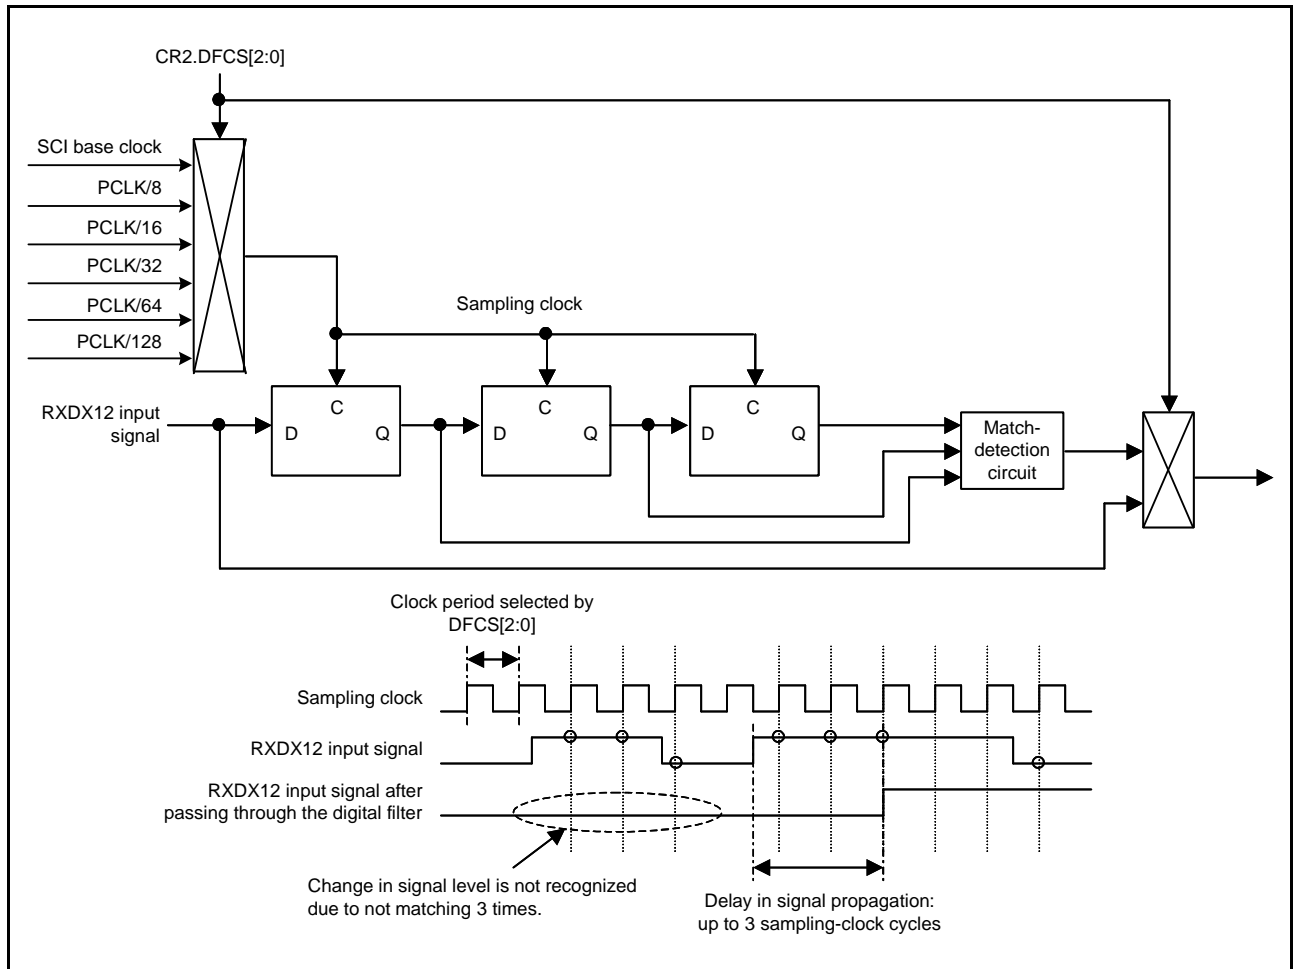 CR2.DFCS[2:0]
SCI base clock
PCLK/8
PCLK/16
PCLK/32
PCLK/64
PCLK/128
Sampling clock
RXDX12 input
signal
C
D
Q
C
D
Q
C
D
Q
Match-
detection
circuit
Clock period selected by
DFCS[2:0]
Sampling clock
RXDX12 input signal
RXDX12 input signal after
passing through the digital filter
Change in signal level is not recognized
due to not matching 3 times.
Delay in signal propagation:
up to 3 sampling-clock cycles